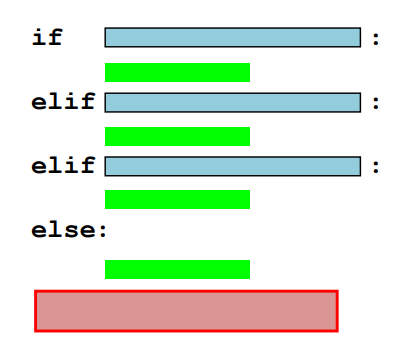 if :
elif :
elif :
else: